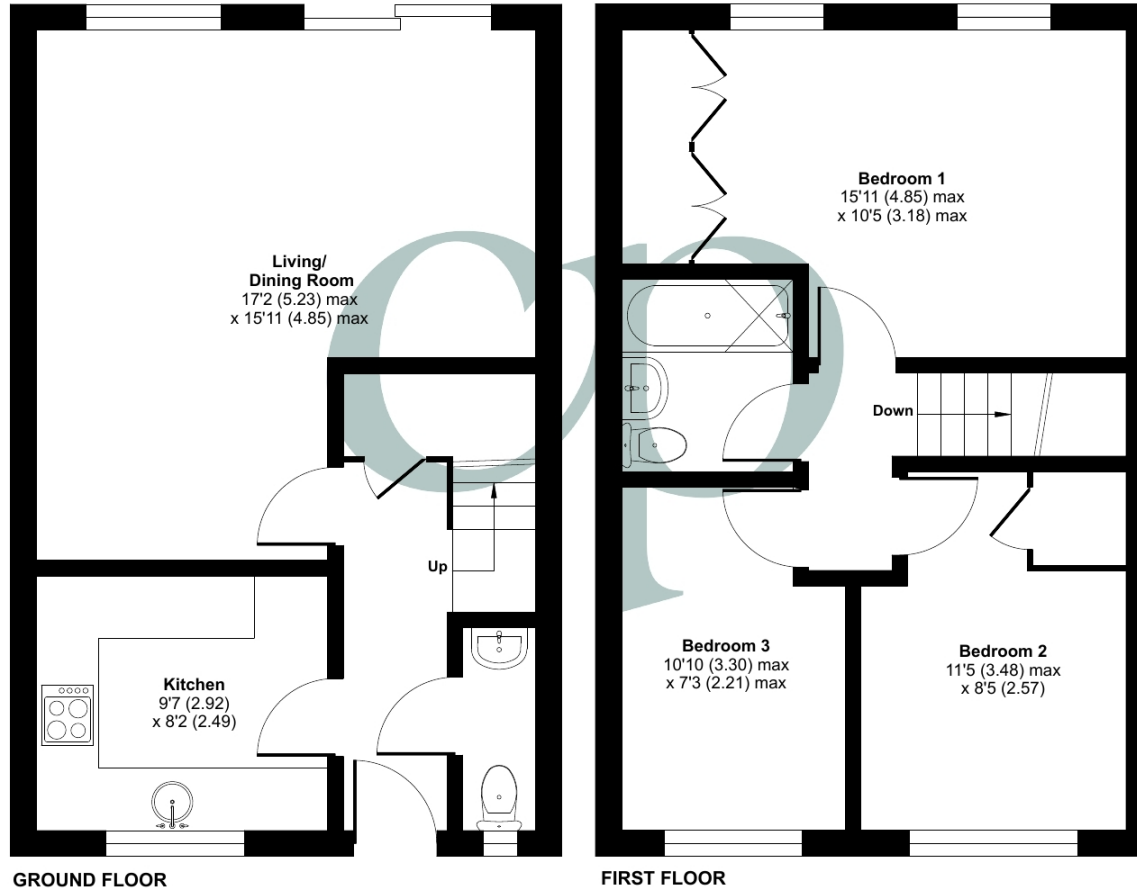 Living/
Dining Room
17'2 (5.23) max
x 15'11 (4.85) max
Up
Kitchen
9'7 (2.92)
x 8'2 (2.49)
GROUND FLOOR
Bedroom 1
15'11 (4.85) max
x 10'5 (3.18) max
Down
Bedroom 3
10'10 (3.30) max
x 7'3 (2.21) max
Bedroom 2
11'5 (3.48) max
x 8'5 (2.57)
FIRST FLOOR
cp